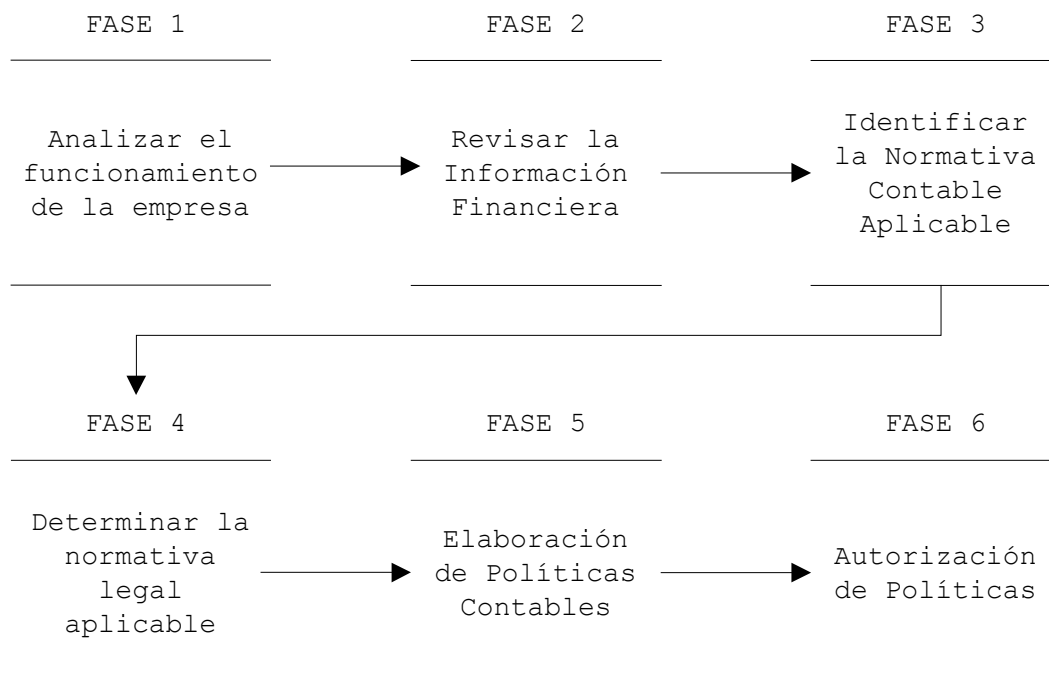 FASE 1
Analizar el
funcionamiento
de la empresa
FASE 2
Revisar la
Información
Financiera
FASE 3
Identificar
la Normativa
Contable
Aplicable
FASE 4
Determinar la
normativa
legal
aplicable
FASE 5
Elaboración
de Políticas
Contables
FASE 6
Autorización
de Políticas